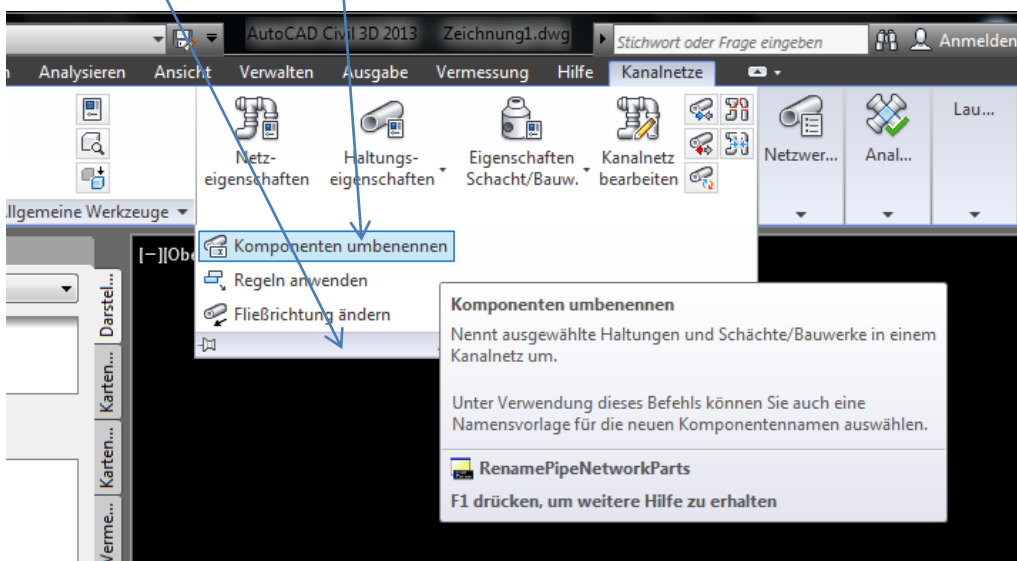 AutoCAD Civil 3D 2013 Zeichnung1.dwg Stichwort oder Frage eingeben Anmelden
Analysieren Ansicht Verwalten Ausgabe Vermessung Hilfe Kanalnetze
Netz-
eigenschaften
Haltungs-
eigenschaften
Eigenschaften
Schacht/Bauw.
Kanalnetz
bearbeiten
Netzwer...
Anal...
Lau...
llgemeine Werkzeuge
[−][Obe
Komponenten umbenennen
Regeln anwenden
Fließrichtung ändern
Komponenten umbenennen
Nennt ausgewählte Haltungen und Schächte/Bauwerke in einem
Kanalnetz um.
Unter Verwendung dieses Befehls können Sie auch eine
Namensvorlage für die neuen Komponentennamen auswählen.
RenamePipeNetworkParts
F1 drücken, um weitere Hilfe zu erhalten
Darstel...
Karten...
Karten...
Verme...